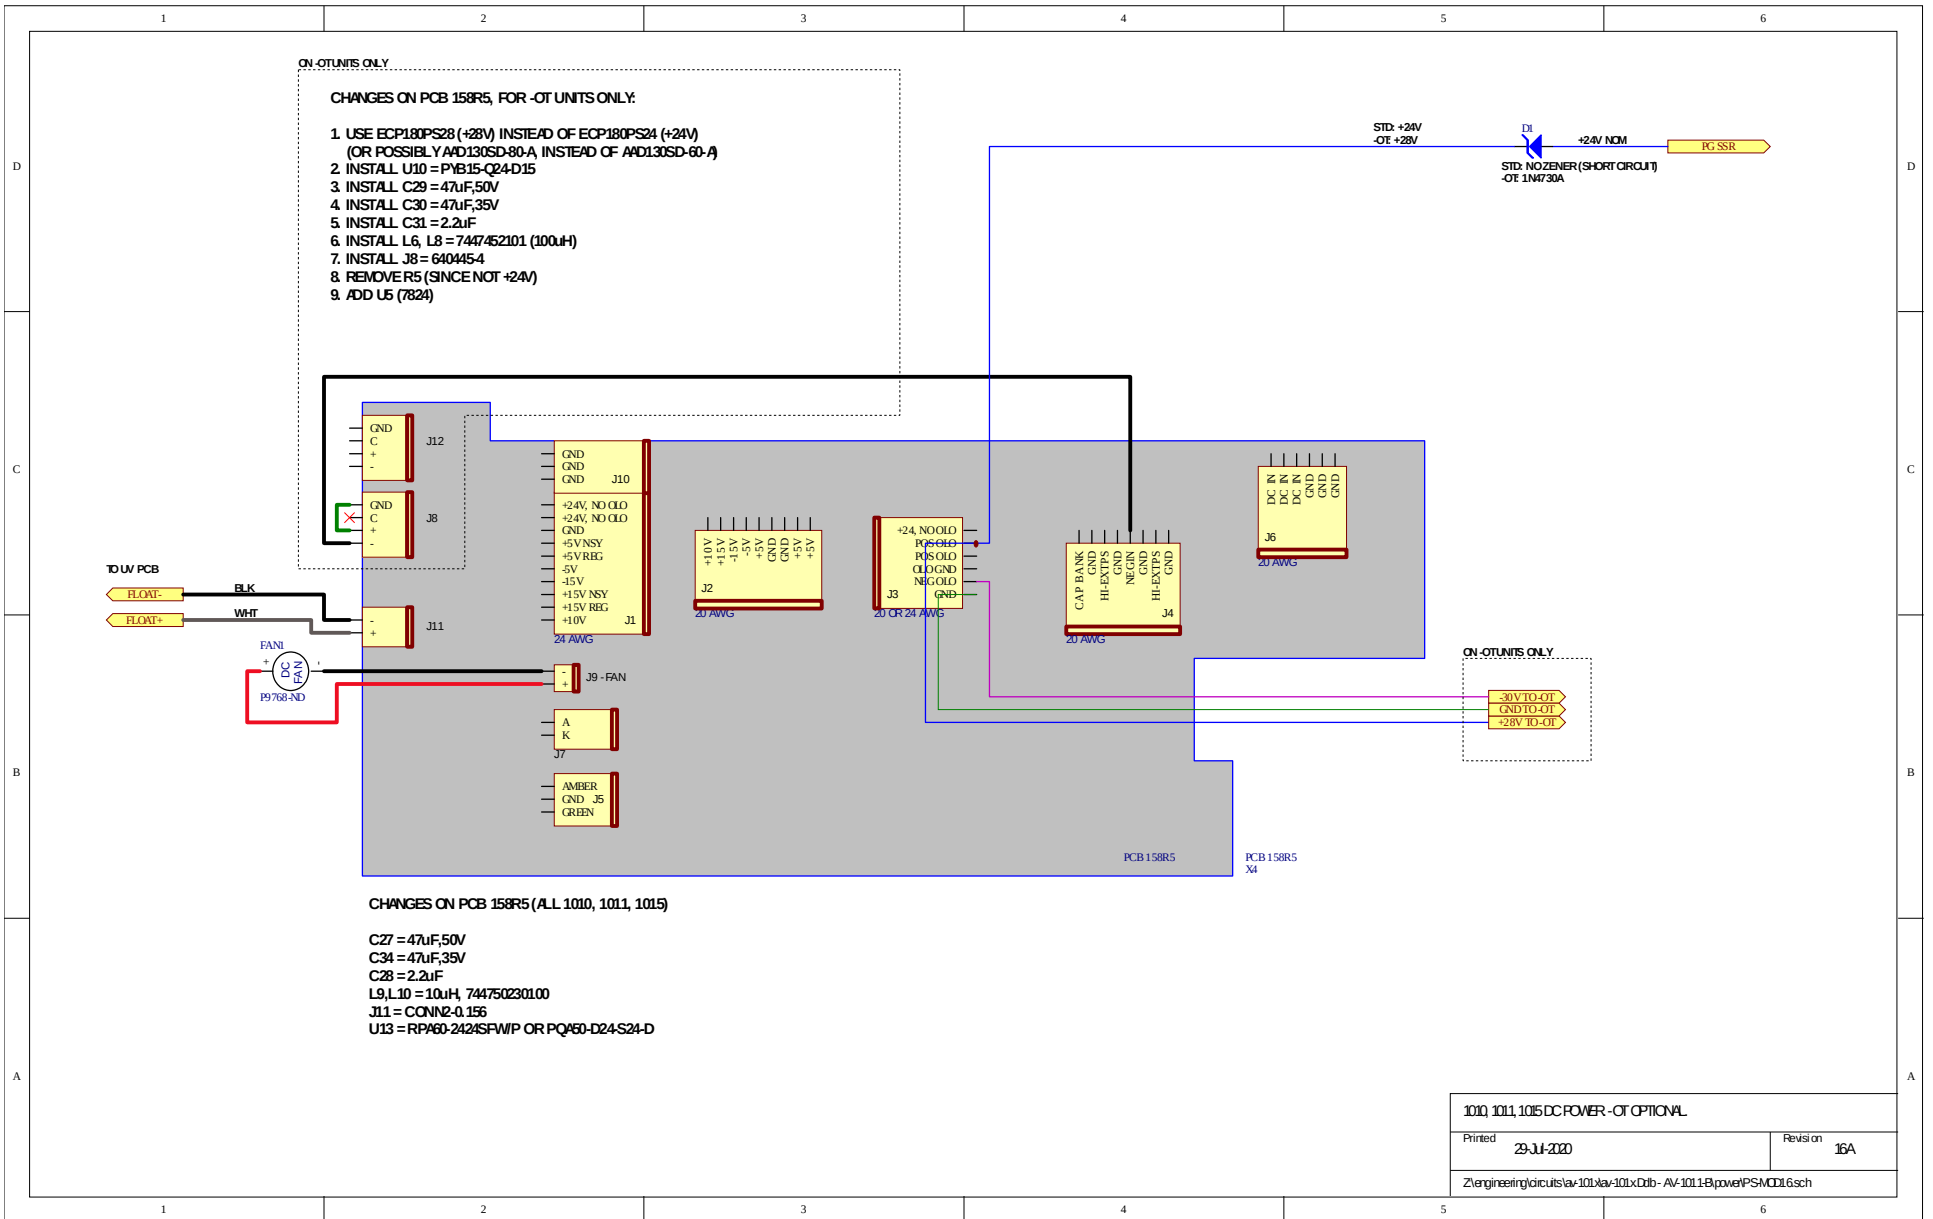 1 2 3 4 5 6
ON -OT UNITS ONLY
CHANGES ON PCB 158R5, FOR -OT UNITS ONLY:
1. USE ECP180PS28 (+28V) INSTEAD OF ECP180PS24 (+24V)
(OR POSSIBLY AAD130SD-80-A, INSTEAD OF AAD130SD-60-A)
2. INSTALL U10 = PYB15-Q24-D15
3. INSTALL C29 = 47uF,50V
4. INSTALL C30 = 47uF,35V
5. INSTALL C31 = 2.2uF
6. INSTALL L6, L8 = 7447452101 (100uH)
7. INSTALL J8 = 640445-4
8. REMOVE R5 (SINCE NOT +24V)
9. ADD U5 (7824)
STD: +24V
-OT: +28V
D1
+24V NOM
PG SSR
STD: NO ZENER (SHORT CIRCUIT)
-OT: 1N4730A
D D
C C
B B
A A
GND
C
+
-
J12
GND
C
+
-
J8
TO UV PCB
FLOAT-
BLK
FLOAT+
WHT
-
+
J11
FAN1
+
-
DC
FAN
P9768-ND
GND
GND
GND
J10
+24V, NO OLO
+24V, NO OLO
GND
+5V NSY
+5V REG
-5V
-15V
+15V NSY
+15V REG
+10V
J1
24 AWG
-
+
J9 - FAN
A
K
J7
AMBER
GND
GREEN
J5
+10V
+15V
-15V
-5V
+5V
GND
GND
+5V
+5V
J2
20 AWG
+24, NO OLO
POS OLO
POS OLO
OLO GND
NEG OLO
GND
J3
20 OR 24 AWG
CAP BANK
GND
HI-EXTPS
GND
NEG IN
GND
HI-EXTPS
GND
J4
20 AWG
DC IN
DC IN
DC IN
GND
GND
GND
J6
20 AWG
ON -OT UNITS ONLY
-30V TO -OT
GND TO -OT
+28V TO -OT
PCB 158R5
PCB 158R5
X4
CHANGES ON PCB 158R5 (ALL 1010, 1011, 1015)
C27 = 47uF,50V
C34 = 47uF,35V
C28 = 2.2uF
L9,L10 = 10uH, 744750230100
J11 = CONN2-0.156
U13 = RPA60-2424SFW/P OR PQA50-D24-S24-D
1010, 1011, 1015 DC POWER - OT OPTIONAL.
Printed 29-Jul-2020
Revision 16A
Z:\engineering\circuits\av-101x\av-101x.Ddb - AV-1011-B\power\PS-MOD16.sch
1 2 3 4 5 6